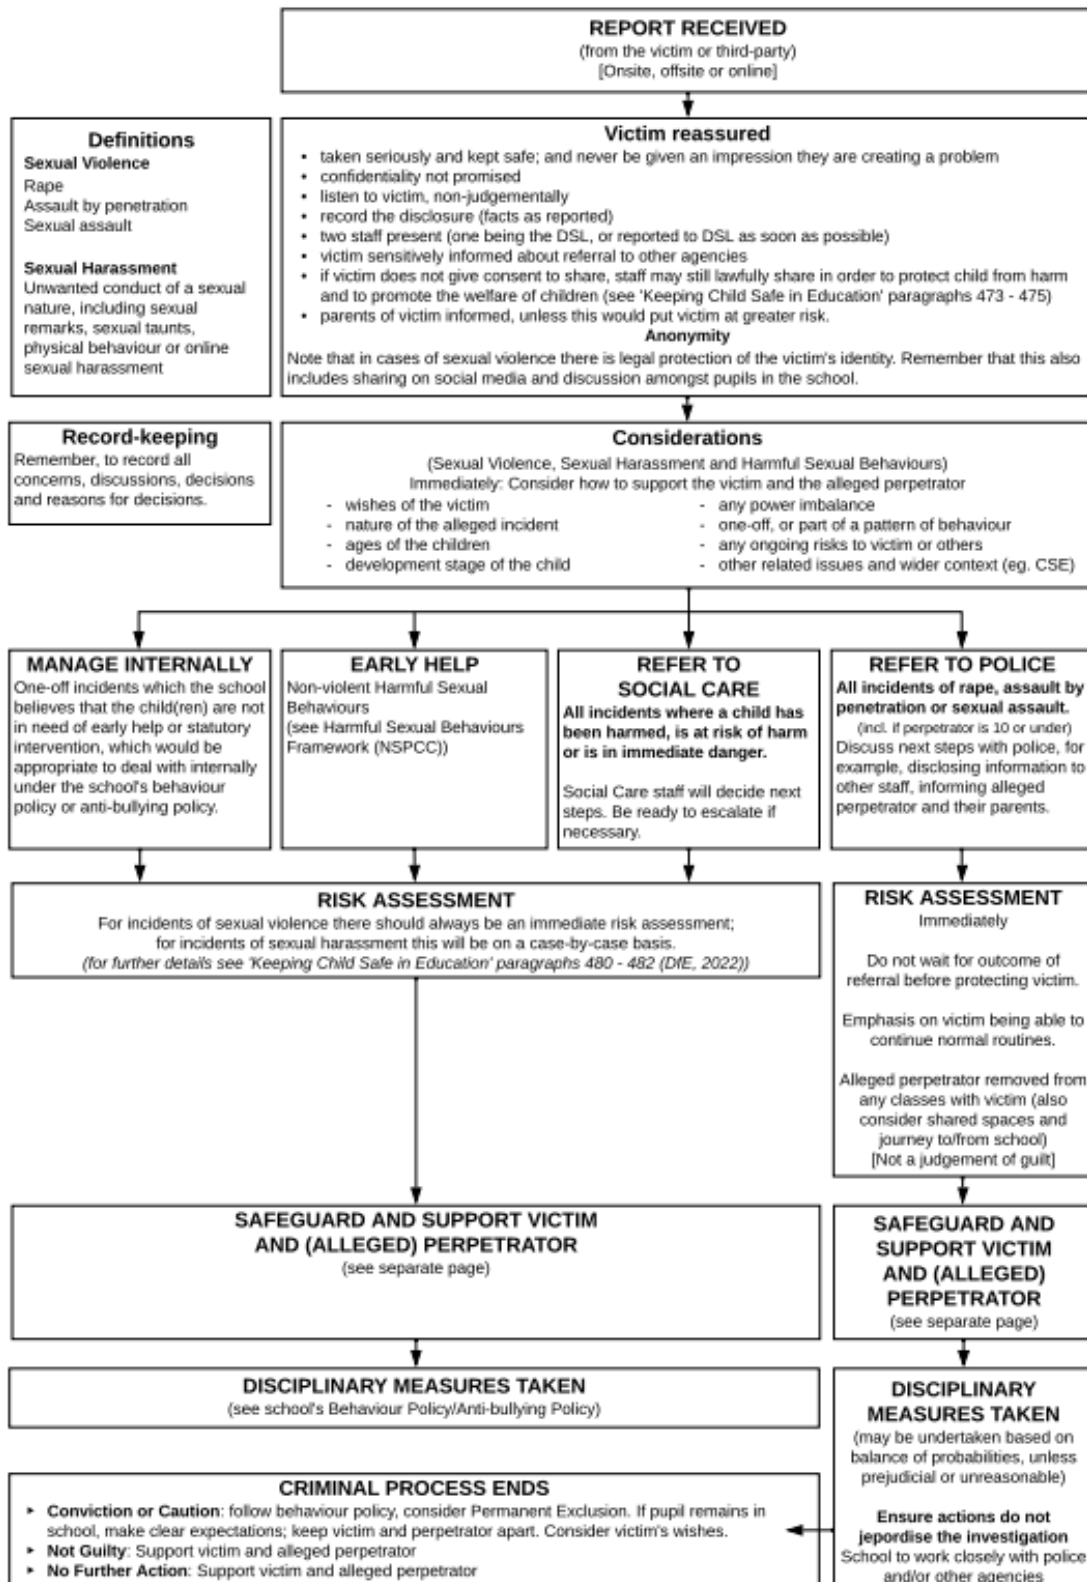 REPORT RECEIVED
(from the victim or third-party)
[Onsite, offsite or online]
Definitions
Sexual Violence
Rape
Assault by penetration
Sexual assault
Sexual Harassment
Unwanted conduct of a sexual
nature, including sexual
remarks, sexual taunts,
physical behaviour or online
sexual harassment
Victim reassured
• taken seriously and kept safe; and never be given an impression they are creating a problem
• confidentiality not promised
• listen to victim, non-judgementally
• record the disclosure (facts as reported)
• two staff present (one being the DSL, or reported to DSL as soon as possible)
• victim sensitively informed about referral to other agencies
• if victim does not give consent to share, staff may still lawfully share in order to protect child from harm
and to promote the welfare of children (see 'Keeping Child Safe in Education' paragraphs 473 - 475)
• parents of victim informed, unless this would put victim at greater risk.
Anonymity
Note that in cases of sexual violence there is legal protection of the victim's identity. Remember that this also
includes sharing on social media and discussion amongst pupils in the school.
Record-keeping
Remember, to record all
concerns, discussions, decisions
and reasons for decisions.
Considerations
(Sexual Violence, Sexual Harassment and Harmful Sexual Behaviours)
Immediately: Consider how to support the victim and the alleged perpetrator
- wishes of the victim
- nature of the alleged incident
- ages of the children
- development stage of the child
- any power imbalance
- one-off, or part of a pattern of behaviour
- any ongoing risks to victim or others
- other related issues and wider context (eg. CSE)
MANAGE INTERNALLY
One-off incidents which the school
believes that the child(ren) are not
in need of early help or statutory
intervention, which would be
appropriate to deal with internally
under the school's behaviour
policy or anti-bullying policy.
EARLY HELP
Non-violent Harmful Sexual
Behaviours
(see Harmful Sexual Behaviours
Framework (NSPCC))
REFER TO
SOCIAL CARE
All incidents where a child has
been harmed, is at risk of harm
or is in immediate danger.
Social Care staff will decide next
steps. Be ready to escalate if
necessary.
REFER TO POLICE
All incidents of rape, assault by
penetration or sexual assault.
(incl. if perpetrator is 10 or under)
Discuss next steps with police, for
example, disclosing information to
other staff, informing alleged
perpetrator and their parents.
RISK ASSESSMENT
For incidents of sexual violence there should always be an immediate risk assessment;
for incidents of sexual harassment this will be on a case-by-case basis.
(for further details see 'Keeping Child Safe in Education' paragraphs 480 - 482 (DfE, 2022))
RISK ASSESSMENT
Immediately
Do not wait for outcome of
referral before protecting victim.
Emphasis on victim being able to
continue normal routines.
Alleged perpetrator removed from
any classes with victim (also
consider shared spaces and
journey to/from school)
[Not a judgement of guilt]
SAFEGUARD AND SUPPORT VICTIM
AND (ALLEGED) PERPETRATOR
(see separate page)
SAFEGUARD AND
SUPPORT VICTIM
AND (ALLEGED)
PERPETRATOR
(see separate page)
DISCIPLINARY MEASURES TAKEN
(see school's Behaviour Policy/Anti-bullying Policy)
DISCIPLINARY
MEASURES TAKEN
(may be undertaken based on
balance of probabilities, unless
prejudicial or unreasonable)
Ensure actions do not
jepordise the investigation
School to work closely with police
and/or other agencies
CRIMINAL PROCESS ENDS
‣ Conviction or Caution: follow behaviour policy, consider Permanent Exclusion. If pupil remains in
school, make clear expectations; keep victim and perpetrator apart. Consider victim's wishes.
‣ Not Guilty: Support victim and alleged perpetrator
‣ No Further Action: Support victim and alleged perpetrator